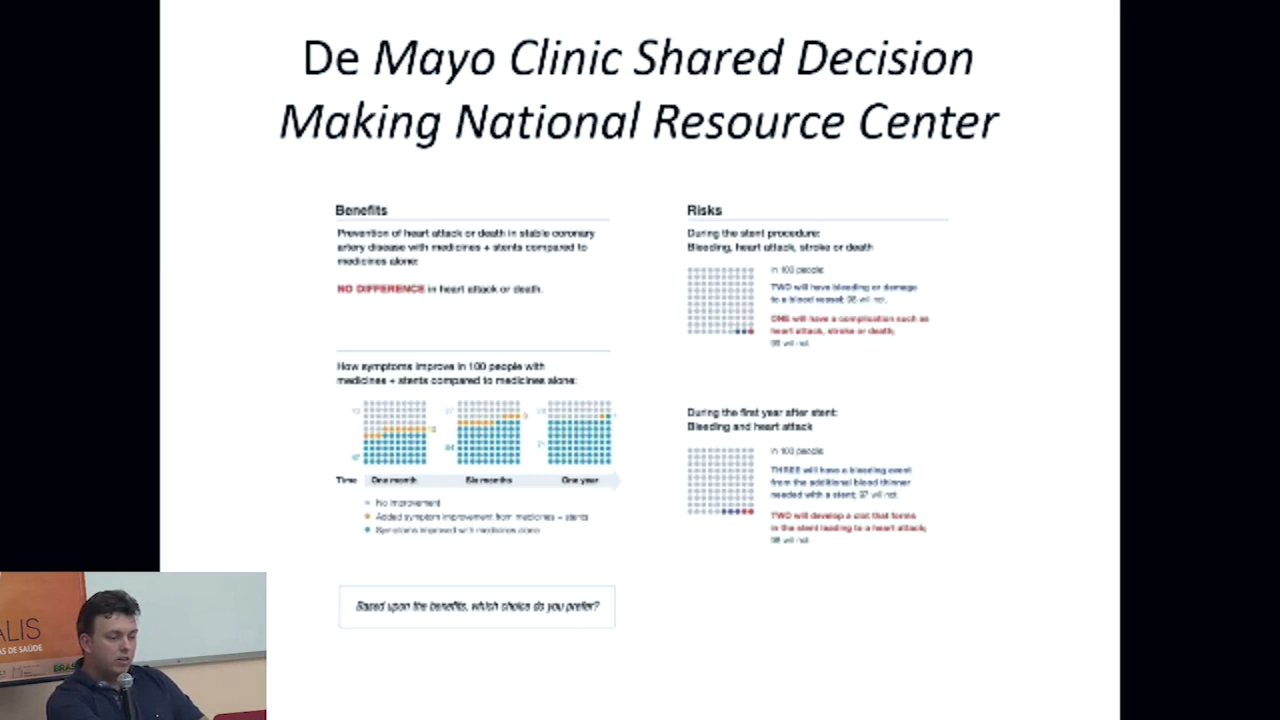 De Mayo Clinic Shared Decision
Making National Resource Center
Benefits
Prevention of heart attack or death in stable coronary
artery disease with medicines + stents compared to
medicines alone:
NO DIFFERENCE in heart attack or death.
How symptoms improve in 100 people with
medicines + stents compared to medicines alone:
Time One month Six months One year
No improvement
Added symptom improvement from medicines + stents
Symptoms improved with medicines alone
Based upon the benefits, which choice do you prefer?
Risks
During the stent procedure:
Bleeding, heart attack, stroke or death
In 100 people
TWO will have bleeding or damage
to a blood vessel; 98 will not.
ONE will have a complication such as
heart attack, stroke or death;
99 will not.
During the first year after stent:
Bleeding and heart attack
In 100 people
THREE will have a bleeding event
from the additional blood thinner
needed with a stent; 97 will not.
TWO will develop a clot that forms
in the stent leading to a heart attack;
98 will not.
ALIS
AS DE SAÚDE
BRAS